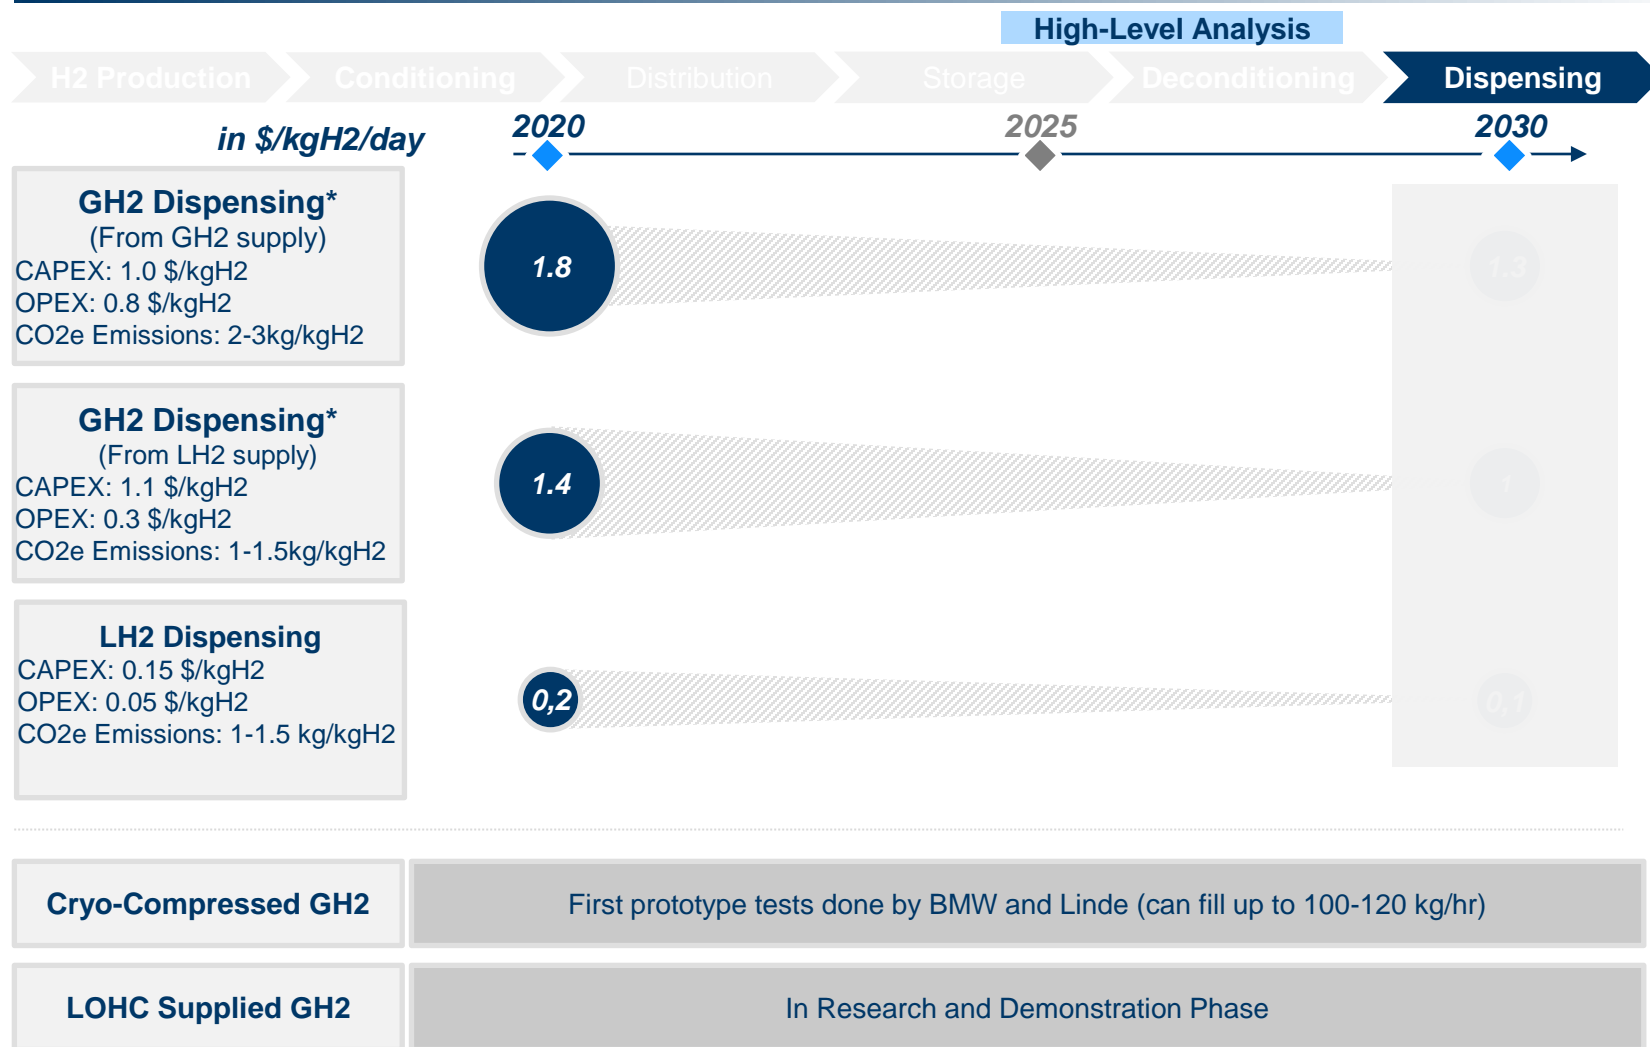 High-Level Analysis
H2 Production
Conditioning
Distribution
Storage
Deconditioning
Dispensing
in $/kgH2/day
2020
2025
2030
GH2 Dispensing*
(From GH2 supply)
CAPEX: 1.0 $/kgH2
OPEX: 0.8 $/kgH2
CO2e Emissions: 2-3kg/kgH2
1.8
1.3
GH2 Dispensing*
(From LH2 supply)
CAPEX: 1.1 $/kgH2
OPEX: 0.3 $/kgH2
CO2e Emissions: 1-1.5kg/kgH2
1.4
1
LH2 Dispensing
CAPEX: 0.15 $/kgH2
OPEX: 0.05 $/kgH2
CO2e Emissions: 1-1.5 kg/kgH2
0,2
0,1
Cryo-Compressed GH2
First prototype tests done by BMW and Linde (can fill up to 100-120 kg/hr)
LOHC Supplied GH2
In Research and Demonstration Phase